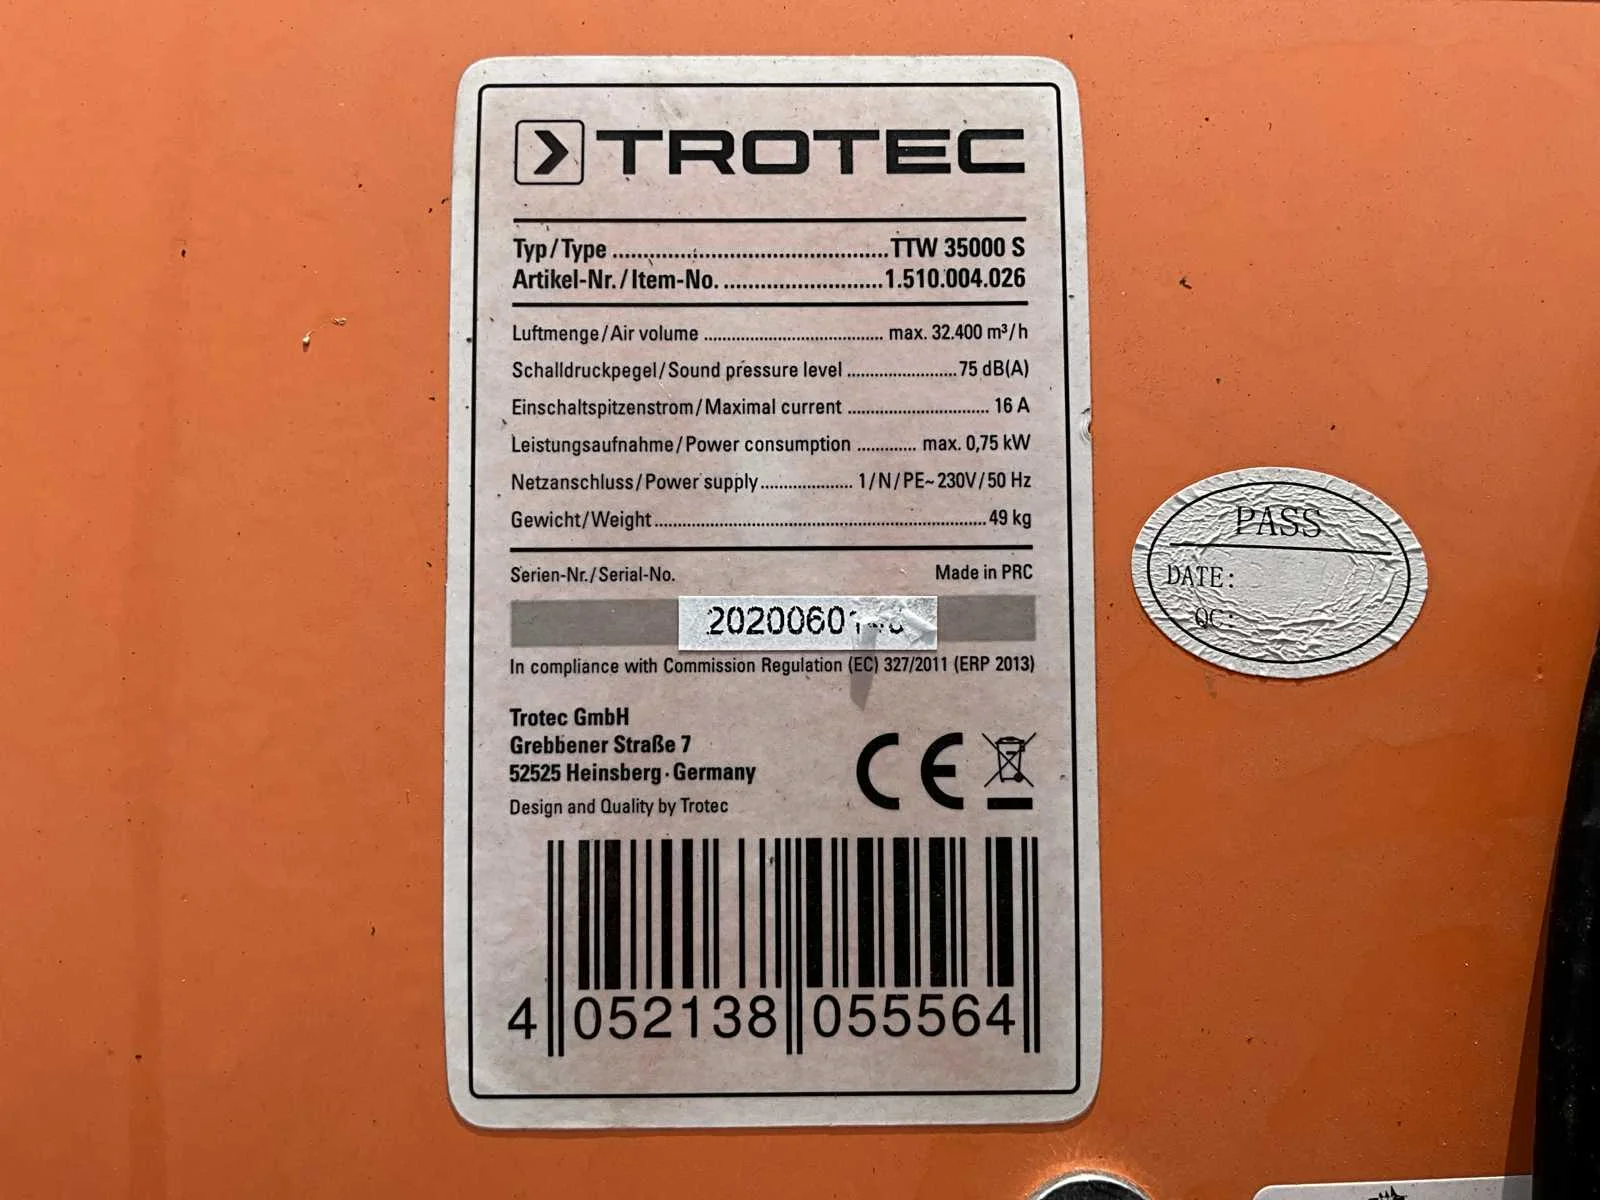 TROTEC
Typ/Type ........ TTW 35000 S
Artikel-Nr./Item-No. ........ 1.510.004.026
Luftmenge/Air volume ........ max. 32.400 m³/h
Schalldruckpegel/Sound pressure level ........ 75 dB(A)
Einschaltspitzenstrom/Maximal current ........ 16 A
Leistungsaufnahme/Power consumption ........ max. 0,75 kW
Netzanschluss/Power supply ........ 1/N/PE~230V/50 Hz
Gewicht/Weight ........ 49 kg
Serien-Nr./Serial-No. Made in PRC
In compliance with Commission Regulation (EC) 327/2011 (ERP 2013)
Trotec GmbH
Grebbener Straße 7
52525 Heinsberg · Germany
Design and Quality by Trotec
CE
4 052138 055564
PASS
DATE:
QC: